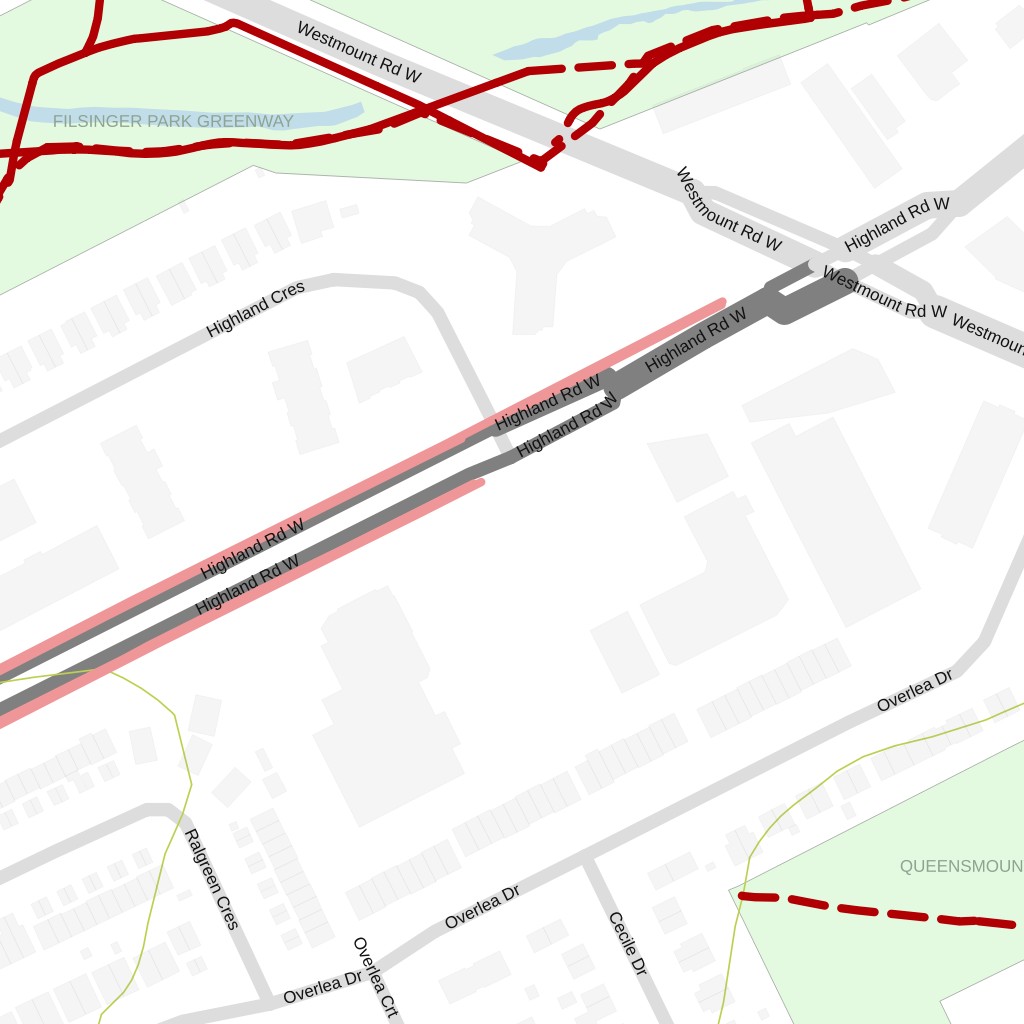 Westmount Rd W
FILSINGER PARK GREENWAY
Westmount Rd W
Highland Rd W
Highland Cres
Westmount Rd W
Westmoun
Highland Rd W
Highland Rd W
Highland Rd W
Highland Rd W
Highland Rd W
Overlea Dr
Ralgreen Cres
QUEENSMOUN
Overlea Dr
Cecile Dr
Overlea Crt
Overlea Dr